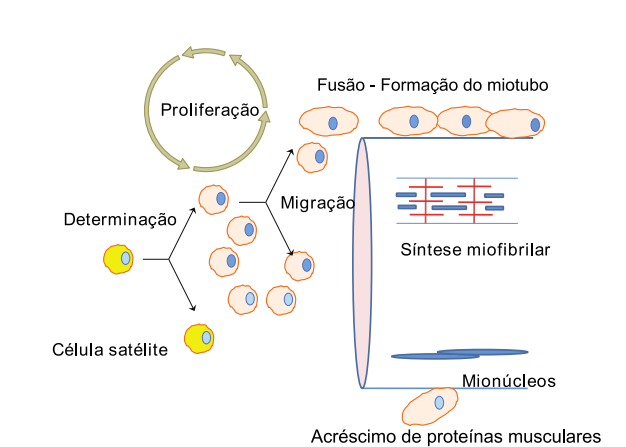 Fusão - Formação do miotubo
Proliferação
Migração
Determinação
Síntese miofibrilar
Célula satélite
Mionúcleos
Acréscimo de proteínas musculares